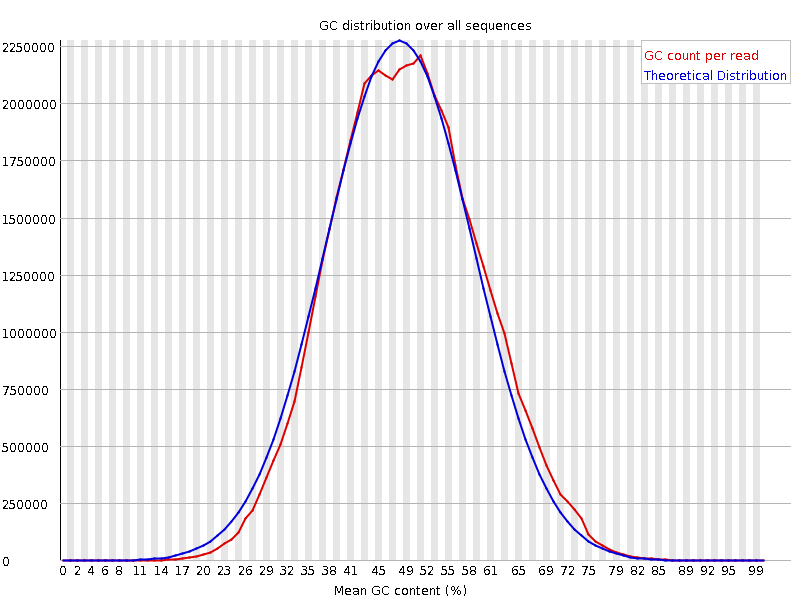 GC distribution over all sequences
GC count per read
Theoretical Distribution
2250000
2000000
1750000
1500000
1250000
1000000
750000
500000
250000
0
0 2 4 6 8 11 14 17 20 23 26 29 32 35 38 41 45 49 52 55 58 61 65 69 72 75 79 82 85 89 92 95 99
Mean GC content (%)